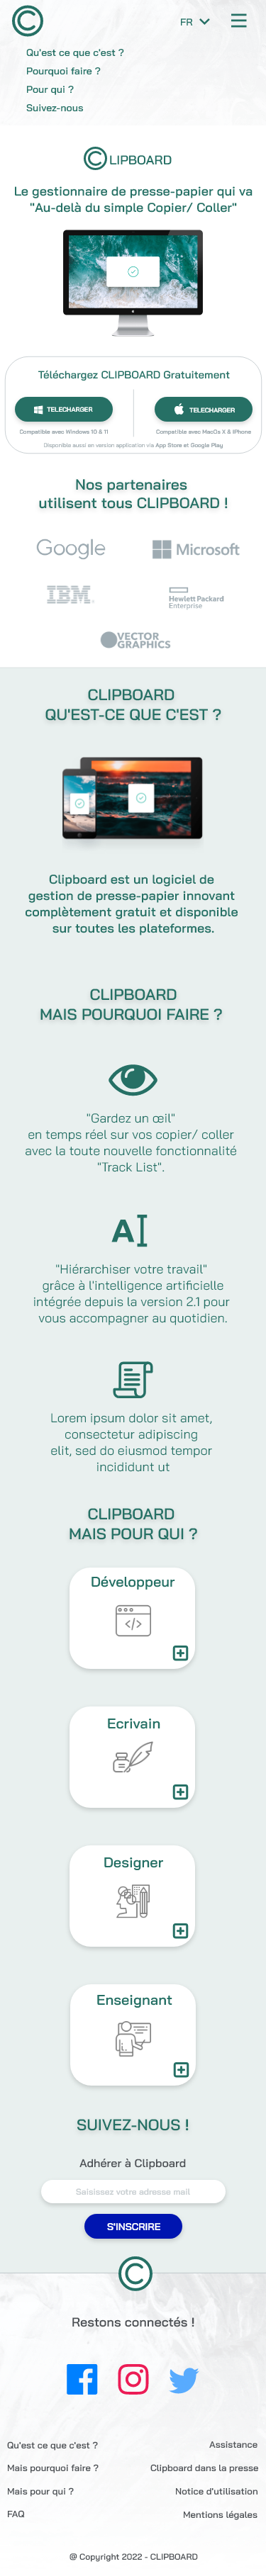 ©
FR
Qu'est ce que c'est ?
Pourquoi faire ?
Pour qui ?
Suivez-nous
©LIPBOARD
Le gestionnaire de presse-papier qui va
"Au-delà du simple Copier/ Coller"
Téléchargez CLIPBOARD Gratuitement
TELECHARGER
TELECHARGER
Compatible avec Windows 10 & 11
Compatible avec MacOs X & iPhone
Disponible aussi en version application via App Store et Google Play
Nos partenaires
utilisent tous CLIPBOARD !
Google
Microsoft
IBM
Hewlett Packard
Enterprise
VECTOR
GRAPHICS
CLIPBOARD
QU'EST-CE QUE C'EST ?
Clipboard est un logiciel de
gestion de presse-papier innovant
complètement gratuit et disponible
sur toutes les plateformes.
CLIPBOARD
MAIS POURQUOI FAIRE ?
"Gardez un œil"
en temps réel sur vos copier/ coller
avec la toute nouvelle fonctionnalité
"Track List".
A
"Hiérarchiser votre travail"
grâce à l'intelligence artificielle
intégrée depuis la version 2.1 pour
vous accompagner au quotidien.
Lorem ipsum dolor sit amet,
consectetur adipiscing
elit, sed do eiusmod tempor
incididunt ut
CLIPBOARD
MAIS POUR QUI ?
Développeur
Ecrivain
Designer
Enseignant
SUIVEZ-NOUS !
Adhérer à Clipboard
Saisissez votre adresse mail
S'INSCRIRE
©
Restons connectés !
Qu'est ce que c'est ?
Assistance
Mais pourquoi faire ?
Clipboard dans la presse
Mais pour qui ?
Notice d'utilisation
FAQ
Mentions légales
@ Copyright 2022 - CLIPBOARD